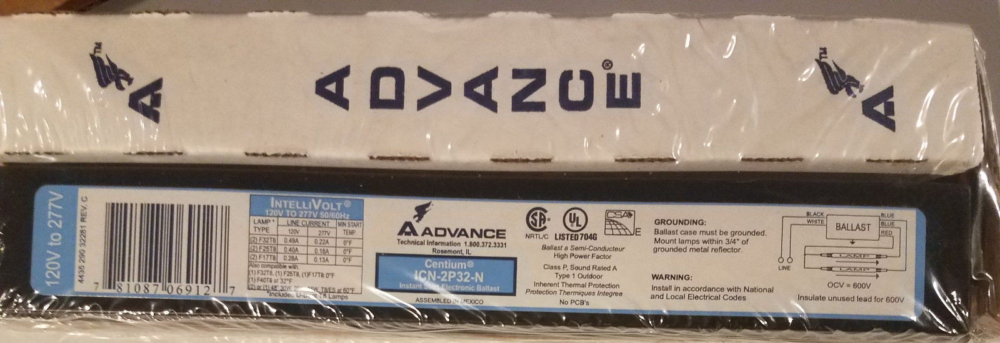 ™
A
ADVANCE®
™
A
120V to 277V
4435 290 32281 REV. C
7 81087 06912 7
INTELLIVOLT®
120V TO 277V 50/60Hz
LAMP * TYPE LINE CURRENT MIN START TEMP
120V 277V
(2) F32T8 0.49A 0.22A 0°F
(2) F25T8 0.40A 0.18A 0°F
(2) F17T8 0.28A 0.13A 0°F
Also compatible with:
(1) F32T8, (1) F25T8, (1)F17T8: 0°F
(1) F40T8 at 32°F
(2) or (1) 48" 30W, T8/ES at 60°F
*Includes U-Bent T8 Lamps
A ADVANCE
Technical Information 1.800.372.3331
Rosemont, IL
Centium®
ICN-2P32-N
Instant Start Electronic Ballast
ASSEMBLED IN MEXICO
SA
NRTL/C
UL
LISTED 704G
CSA
E
Ballast a Semi-Conducteur
High Power Factor
Class P, Sound Rated A
Type 1 Outdoor
Inherent Thermal Protection
Protection Thermiques Integree
No PCB's
GROUNDING:
Ballast case must be grounded.
Mount lamps within 3/4" of
grounded metal reflector.
WARNING:
Install in accordance with National
and Local Electrical Codes
BLACK
WHITE
BALLAST
BLUE
BLUE
RED
LAMP
LAMP
LINE
OCV = 600V
Insulate unused lead for 600V